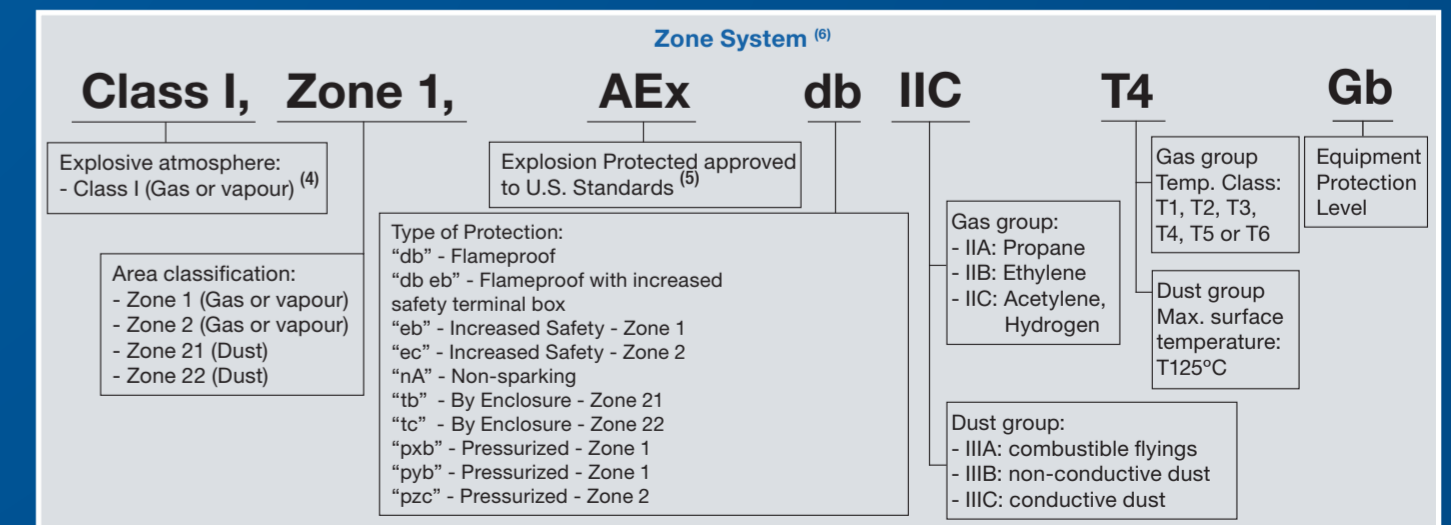 Zone System (6)
Class I, Zone 1, AEx db IIC T4 Gb
Explosive atmosphere:
- Class I (Gas or vapour) (4)
Area classification:
- Zone 1 (Gas or vapour)
- Zone 2 (Gas or vapour)
- Zone 21 (Dust)
- Zone 22 (Dust)
Explosion Protected approved
to U.S. Standards (5)
Type of Protection:
“db” - Flameproof
“db eb” - Flameproof with increased
safety terminal box
“eb” - Increased Safety - Zone 1
“ec” - Increased Safety - Zone 2
“nA” - Non-sparking
“tb” - By Enclosure - Zone 21
“tc” - By Enclosure - Zone 22
“pxb” - Pressurized - Zone 1
“pyb” - Pressurized - Zone 1
“pzc” - Pressurized - Zone 2
Gas group:
- IIA: Propane
- IIB: Ethylene
- IIC: Acetylene,
Hydrogen
Dust group:
- IIIA: combustible flyings
- IIIB: non-conductive dust
- IIIC: conductive dust
Gas group
Temp. Class:
T1, T2, T3,
T4, T5 or T6
Dust group
Max. surface
temperature:
T125ºC
Equipment
Protection
Level